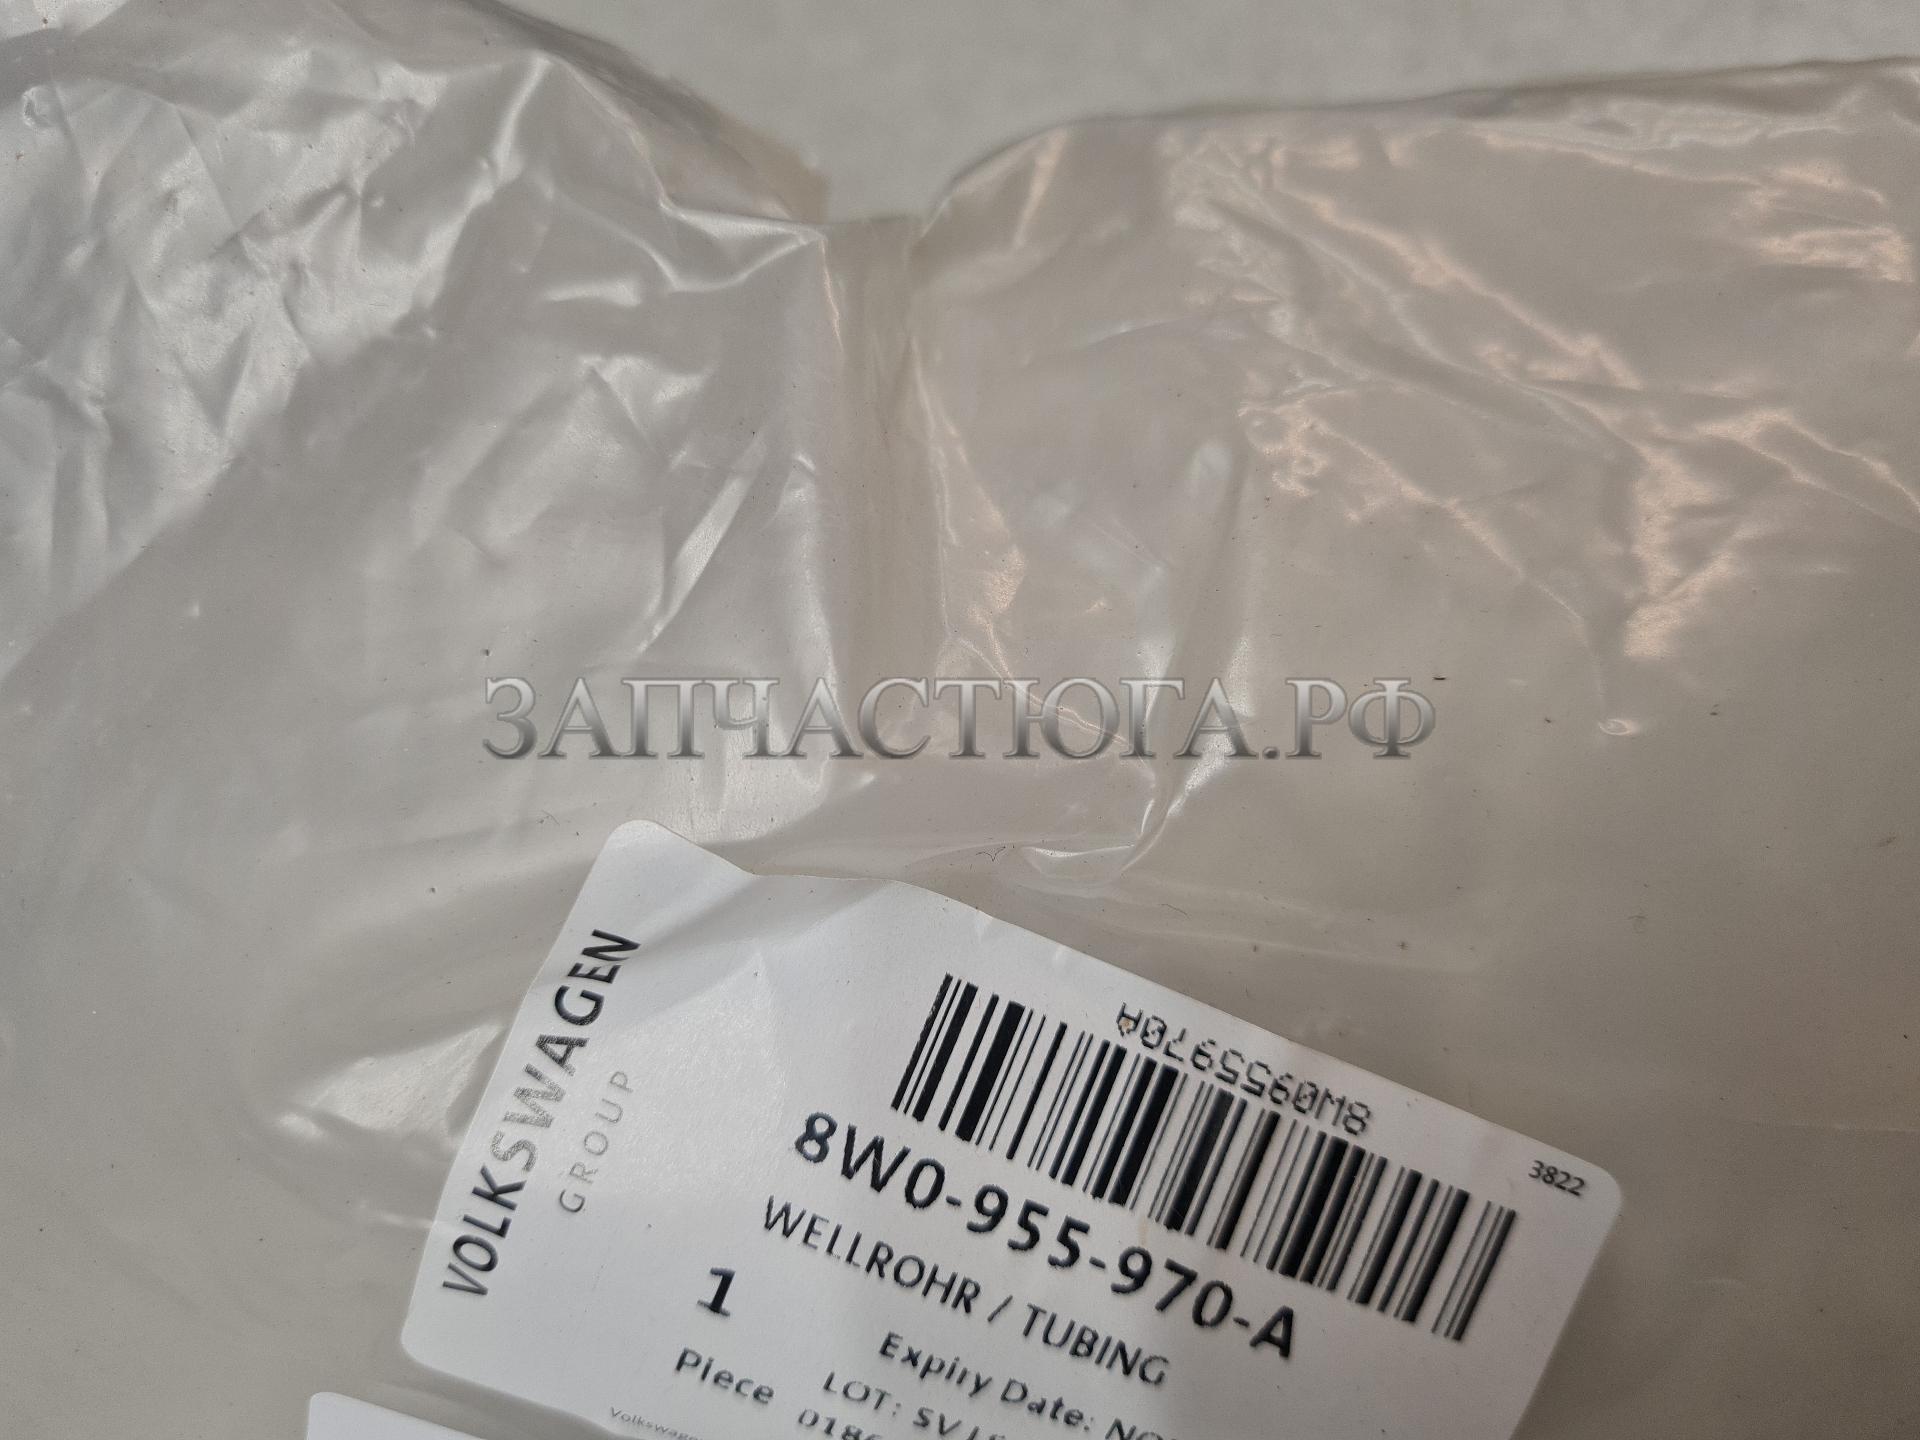 ЗАПЧАСТЮГА.РФ
VOLKSWAGEN
GROUP
8W0955970A
3822
8W0-955-970-A
WELLROHR / TUBING
1
Piece
Expiry Date:
LOT: